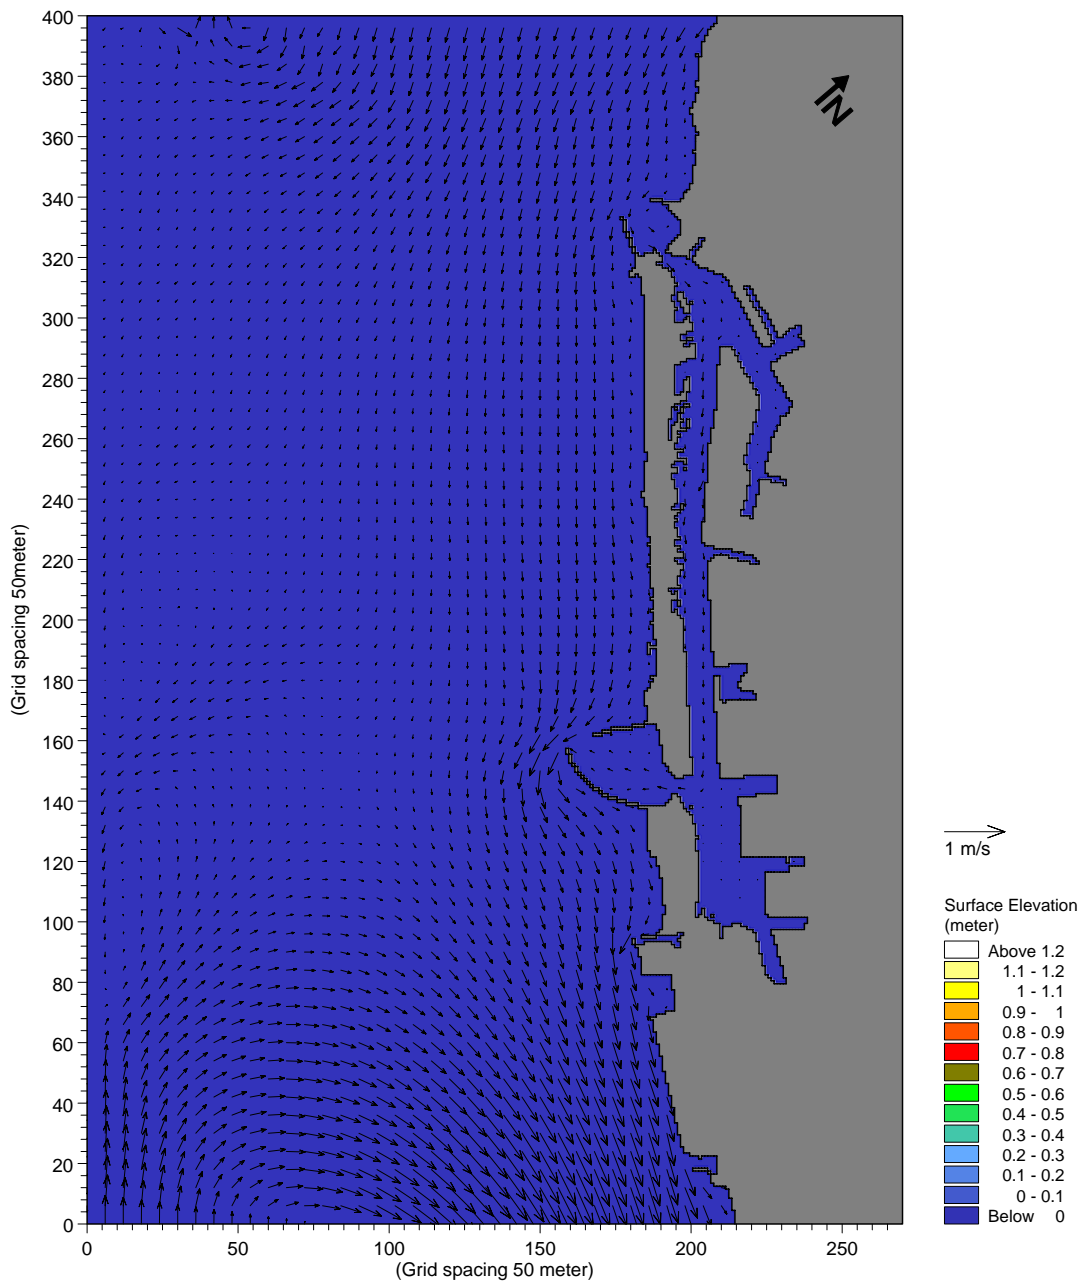 400
380
360
340
320
300
280
260
240
220
200
180
160
140
120
100
80
60
40
20
0
(Grid spacing 50meter)
0 50 100 150 200 250
(Grid spacing 50 meter)
N
1 m/s
Surface Elevation
(meter)
Above 1.2
1.1 - 1.2
1 - 1.1
0.9 - 1
0.8 - 0.9
0.7 - 0.8
0.6 - 0.7
0.5 - 0.6
0.4 - 0.5
0.3 - 0.4
0.2 - 0.3
0.1 - 0.2
0 - 0.1
Below 0